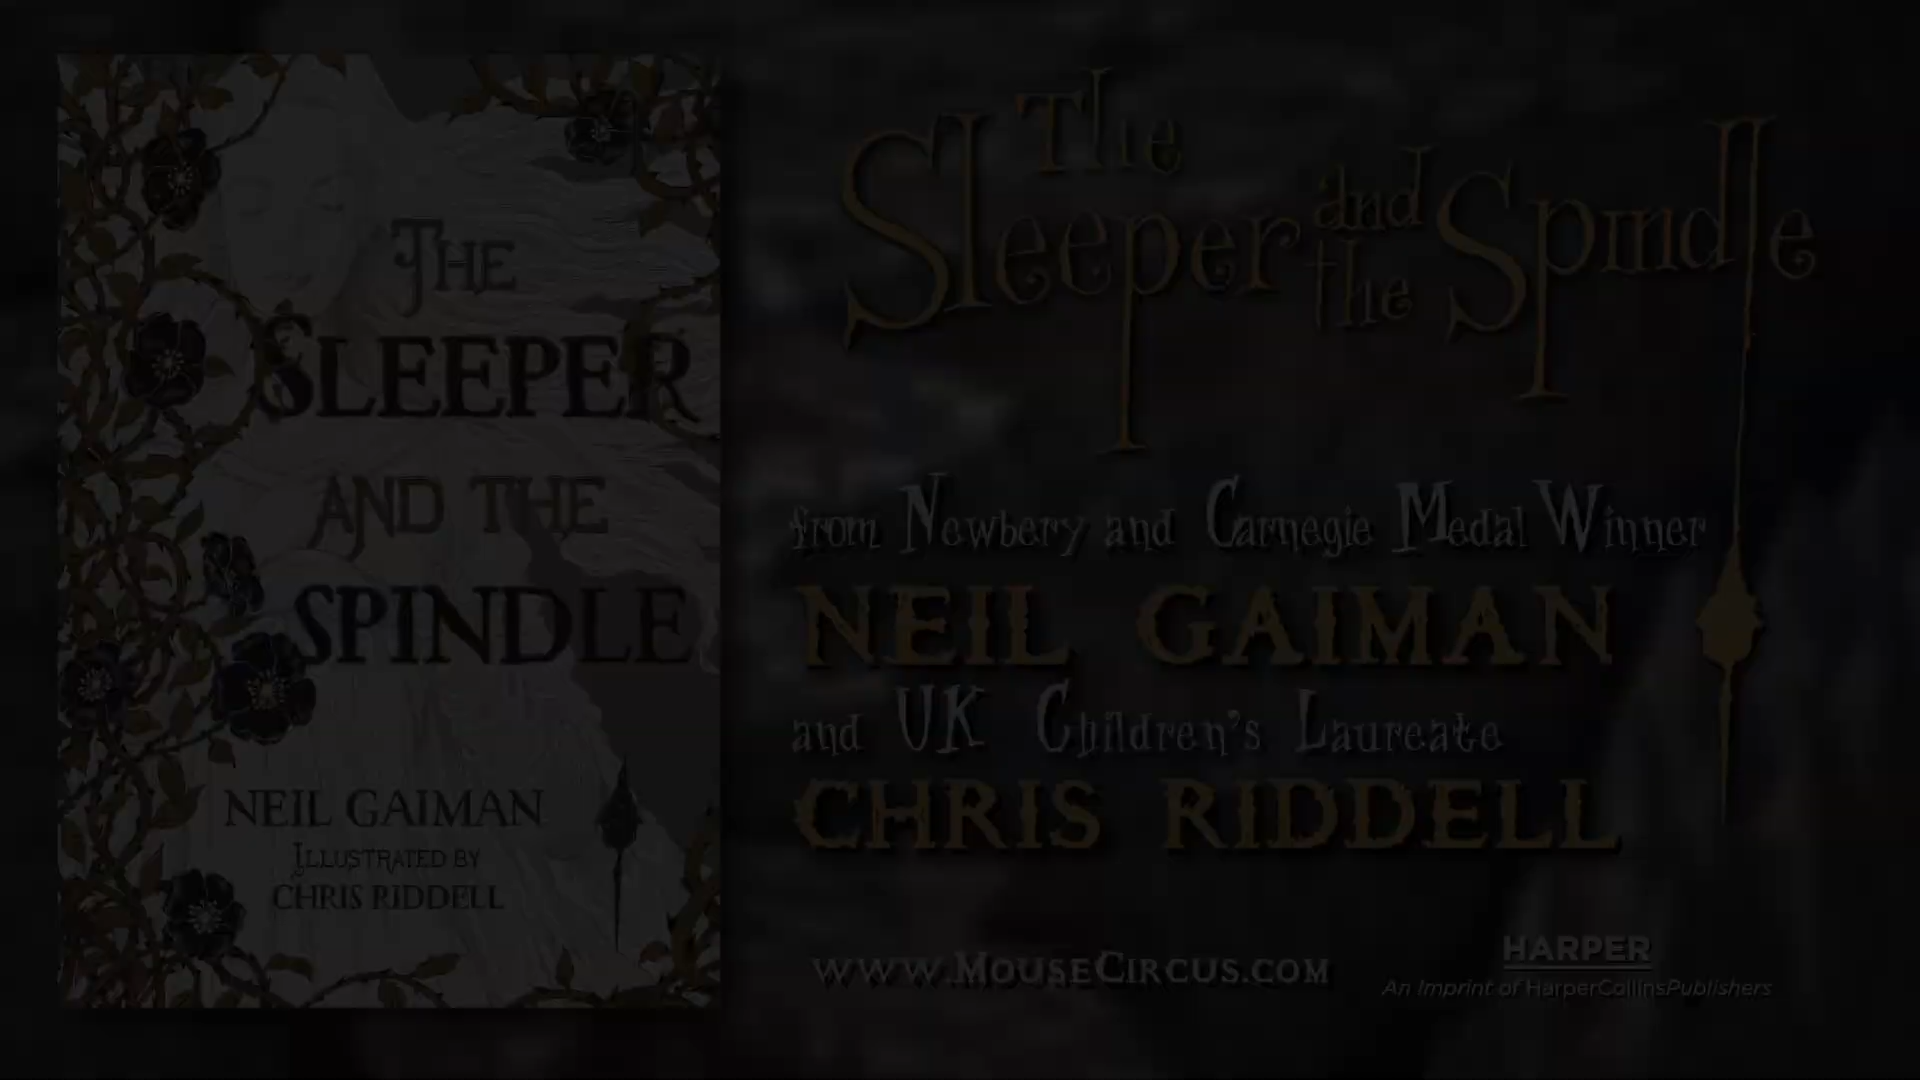 THE
SLEEPER
AND THE
SPINDLE
NEIL GAIMAN
ILLUSTRATED BY
CHRIS RIDDELL
The
Sleeper and the Spindle
from Newbery and Carnegie Medal Winner
NEIL GAIMAN
and UK Children's Laureate
CHRIS RIDDELL
WWW.MOUSECIRCUS.COM
HARPER
An Imprint of HarperCollinsPublishers